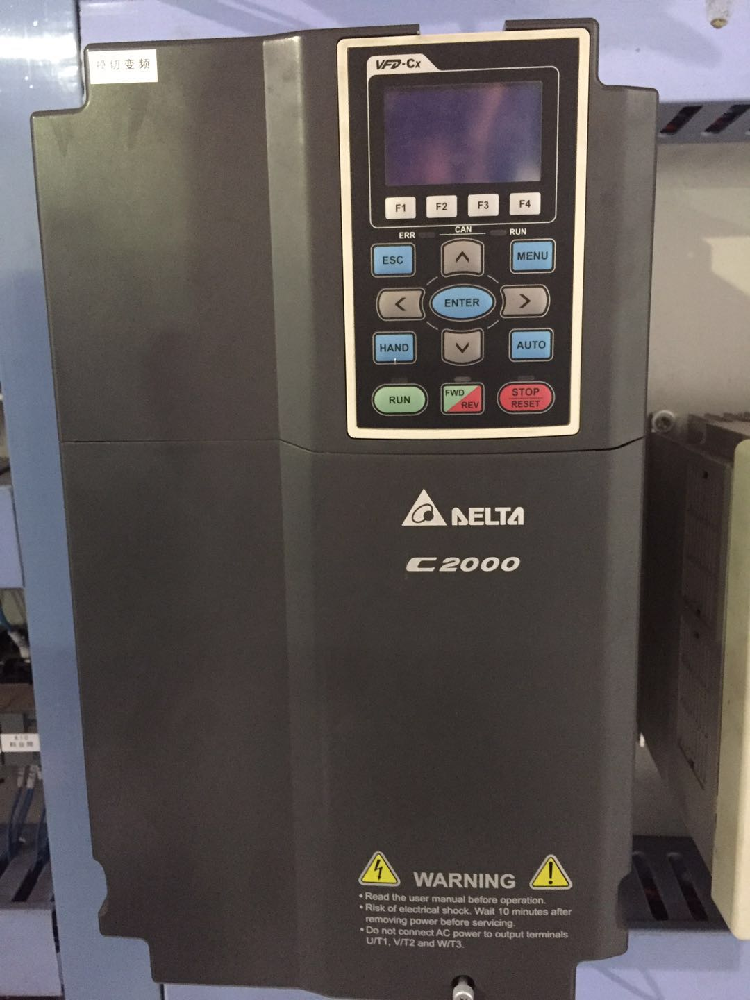 模切变频
VFD-Cx
F1 F2 F3 F4
ERR CAN RUN
ESC MENU
ENTER
HAND AUTO
RUN FWD REV STOP RESET
DELTA
C2000
WARNING
• Read the user manual before operation.
• Risk of electrical shock. Wait 10 minutes after
removing power before servicing.
• Do not connect AC power to output terminals
U/T1, V/T2 and W/T3.